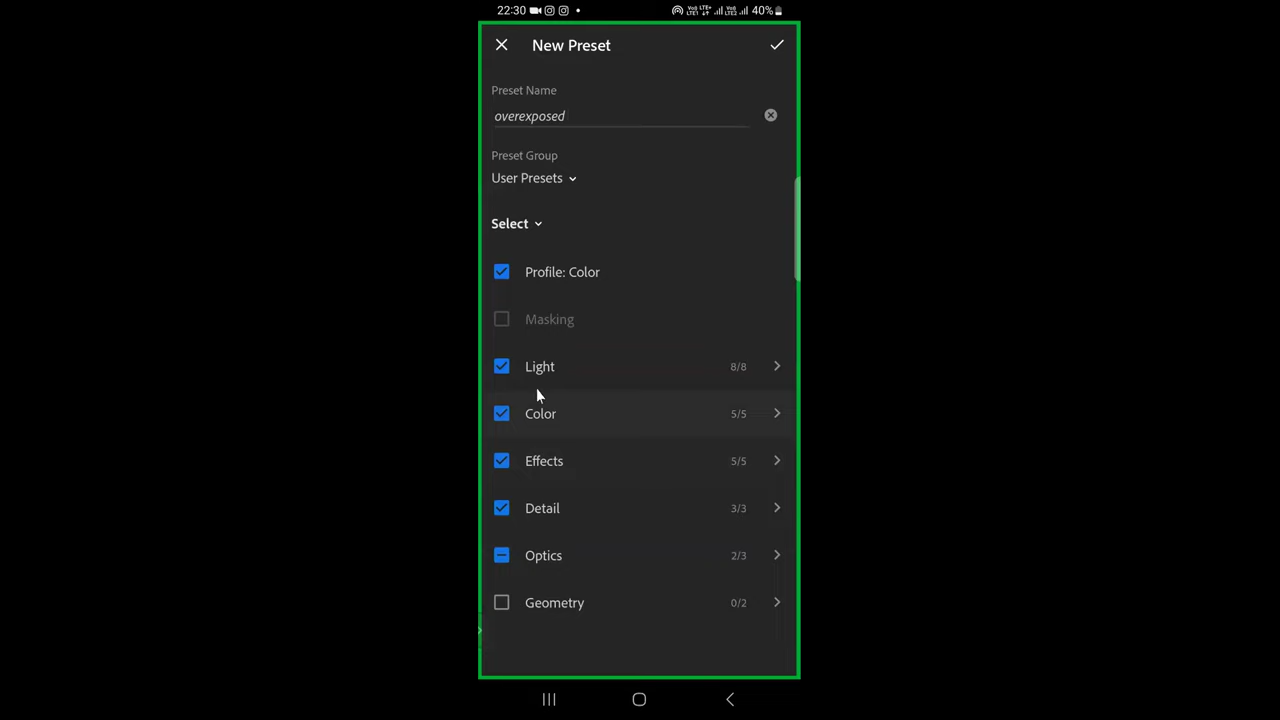 22:30 40%
New Preset
Preset Name
overexposed
Preset Group
User Presets
Select
Profile: Color
Masking
Light 8/8
Color 5/5
Effects 5/5
Detail 3/3
Optics 2/3
Geometry 0/2